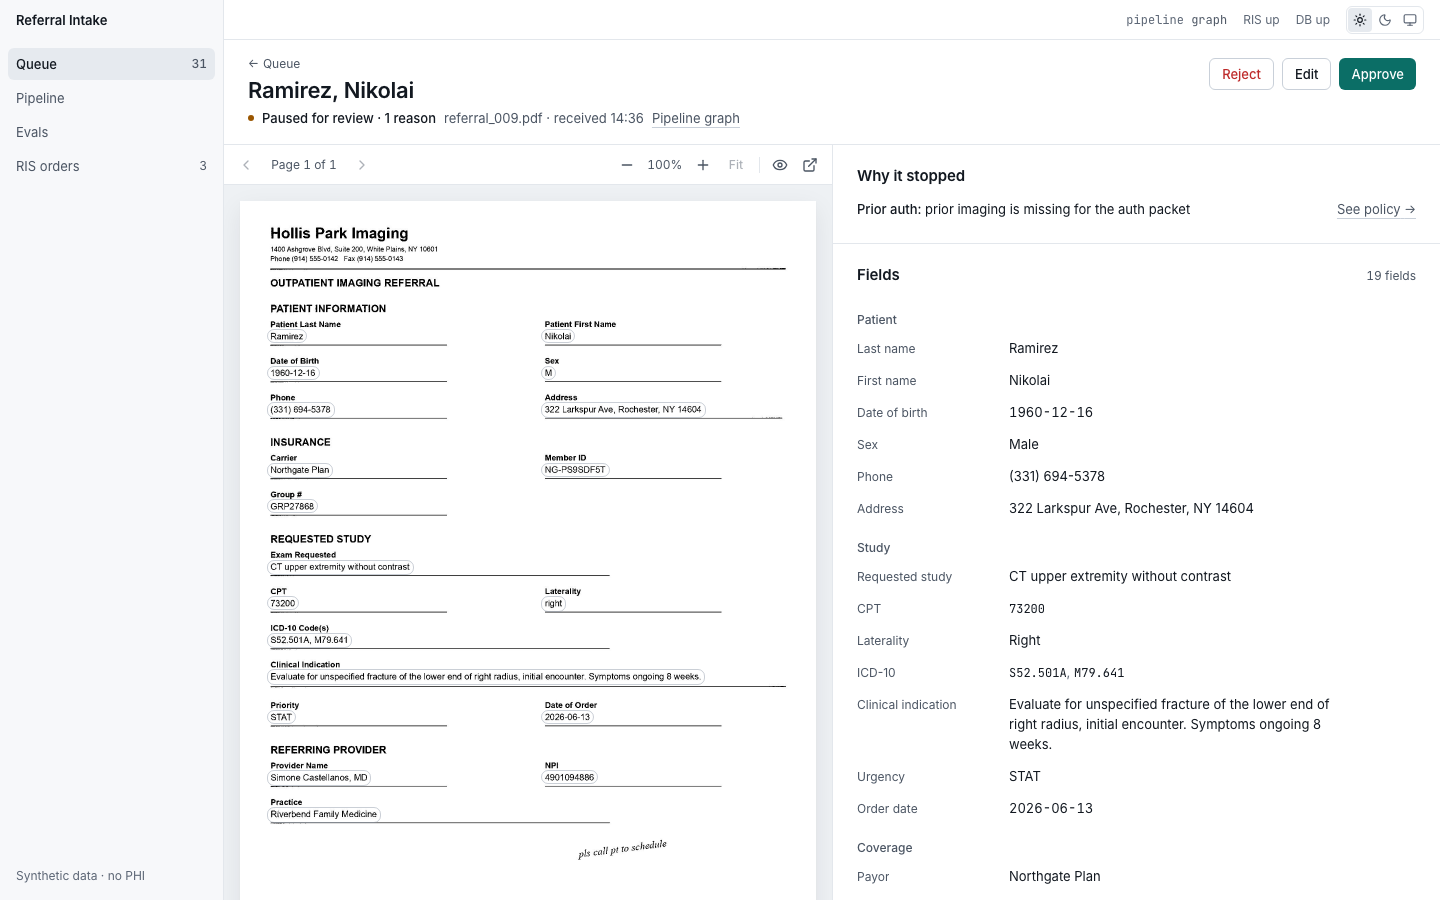 Referral Intake
Queue 31
Pipeline
Evals
RIS orders 3
Synthetic data · no PHI
pipeline graph RIS up DB up
← Queue
Ramirez, Nikolai
Paused for review · 1 reason referral_009.pdf · received 14:36 Pipeline graph
Reject Edit Approve
Page 1 of 1 100% Fit
Hollis Park Imaging
1400 Ashgrove Blvd, Suite 200, White Plains, NY 10601
Phone (914) 555-0142 Fax (914) 555-0143
OUTPATIENT IMAGING REFERRAL
PATIENT INFORMATION
Patient Last Name Patient First Name
Ramirez Nikolai
Date of Birth Sex
1960-12-16 M
Phone Address
(331) 694-5378 322 Larkspur Ave, Rochester, NY 14604
INSURANCE
Carrier Member ID
Northgate Plan NG-PS9SDF5T
Group #
GRP27868
REQUESTED STUDY
Exam Requested
CT upper extremity without contrast
CPT Laterality
73200 right
ICD-10 Code(s)
S52.501A, M79.641
Clinical Indication
Evaluate for unspecified fracture of the lower end of right radius, initial encounter. Symptoms ongoing 8 weeks.
Priority Date of Order
STAT 2026-06-13
REFERRING PROVIDER
Provider Name NPI
Simone Castellanos, MD 4901094886
Practice
Riverbend Family Medicine
pls call pt to schedule
Why it stopped
Prior auth: prior imaging is missing for the auth packet See policy →
Fields 19 fields
Patient
Last name Ramirez
First name Nikolai
Date of birth 1960-12-16
Sex Male
Phone (331) 694-5378
Address 322 Larkspur Ave, Rochester, NY 14604
Study
Requested study CT upper extremity without contrast
CPT 73200
Laterality Right
ICD-10 S52.501A, M79.641
Clinical indication Evaluate for unspecified fracture of the lower end of
right radius, initial encounter. Symptoms ongoing 8
weeks.
Urgency STAT
Order date 2026-06-13
Coverage
Payor Northgate Plan